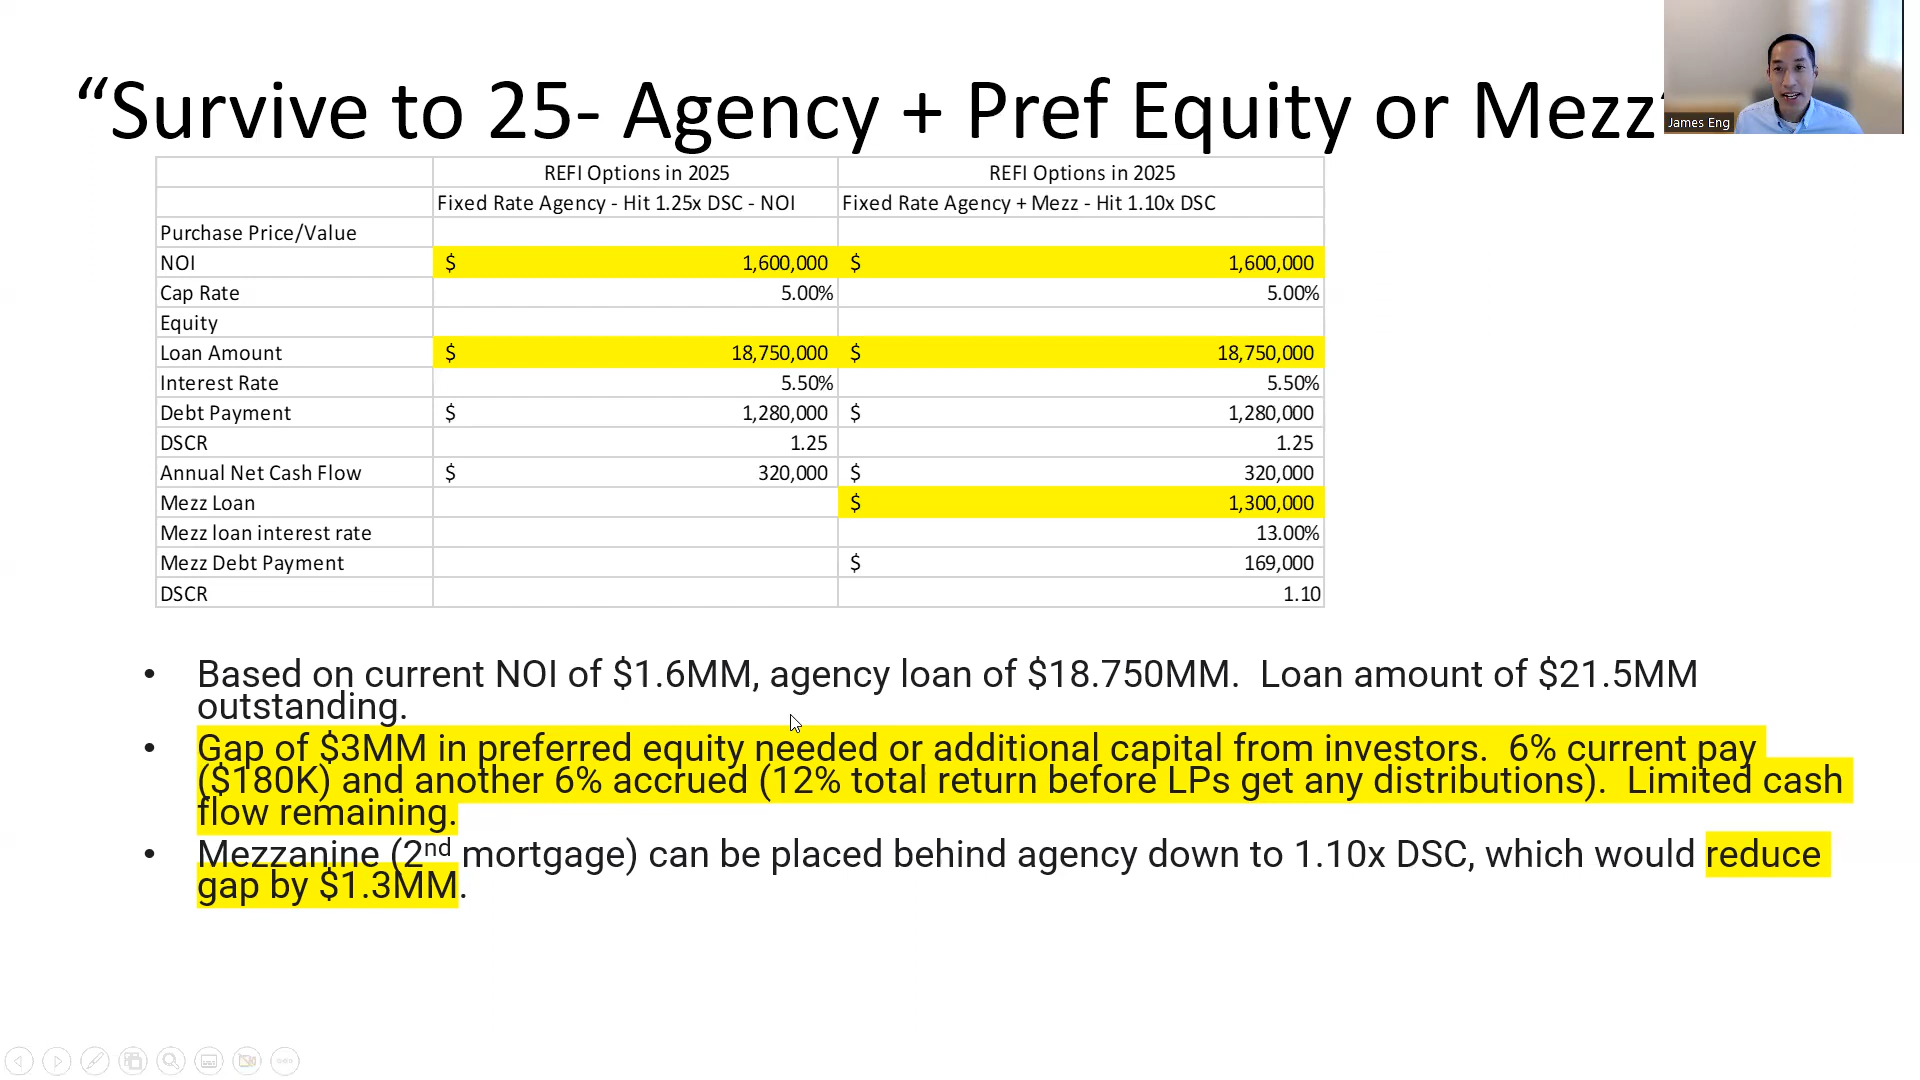 “Survive to 25- Agency + Pref Equity or Mezz”
James Eng
REFI Options in 2025 REFI Options in 2025
Fixed Rate Agency - Hit 1.25x DSC - NOI Fixed Rate Agency + Mezz - Hit 1.10x DSC
Purchase Price/Value
NOI $ 1,600,000 $ 1,600,000
Cap Rate 5.00% 5.00%
Equity
Loan Amount $ 18,750,000 $ 18,750,000
Interest Rate 5.50% 5.50%
Debt Payment $ 1,280,000 $ 1,280,000
DSCR 1.25 1.25
Annual Net Cash Flow $ 320,000 $ 320,000
Mezz Loan $ 1,300,000
Mezz loan interest rate 13.00%
Mezz Debt Payment $ 169,000
DSCR 1.10
• Based on current NOI of $1.6MM, agency loan of $18.750MM. Loan amount of $21.5MM
outstanding.
• Gap of $3MM in preferred equity needed or additional capital from investors. 6% current pay
($180K) and another 6% accrued (12% total return before LPs get any distributions). Limited cash
flow remaining.
• Mezzanine (2nd mortgage) can be placed behind agency down to 1.10x DSC, which would reduce
gap by $1.3MM.